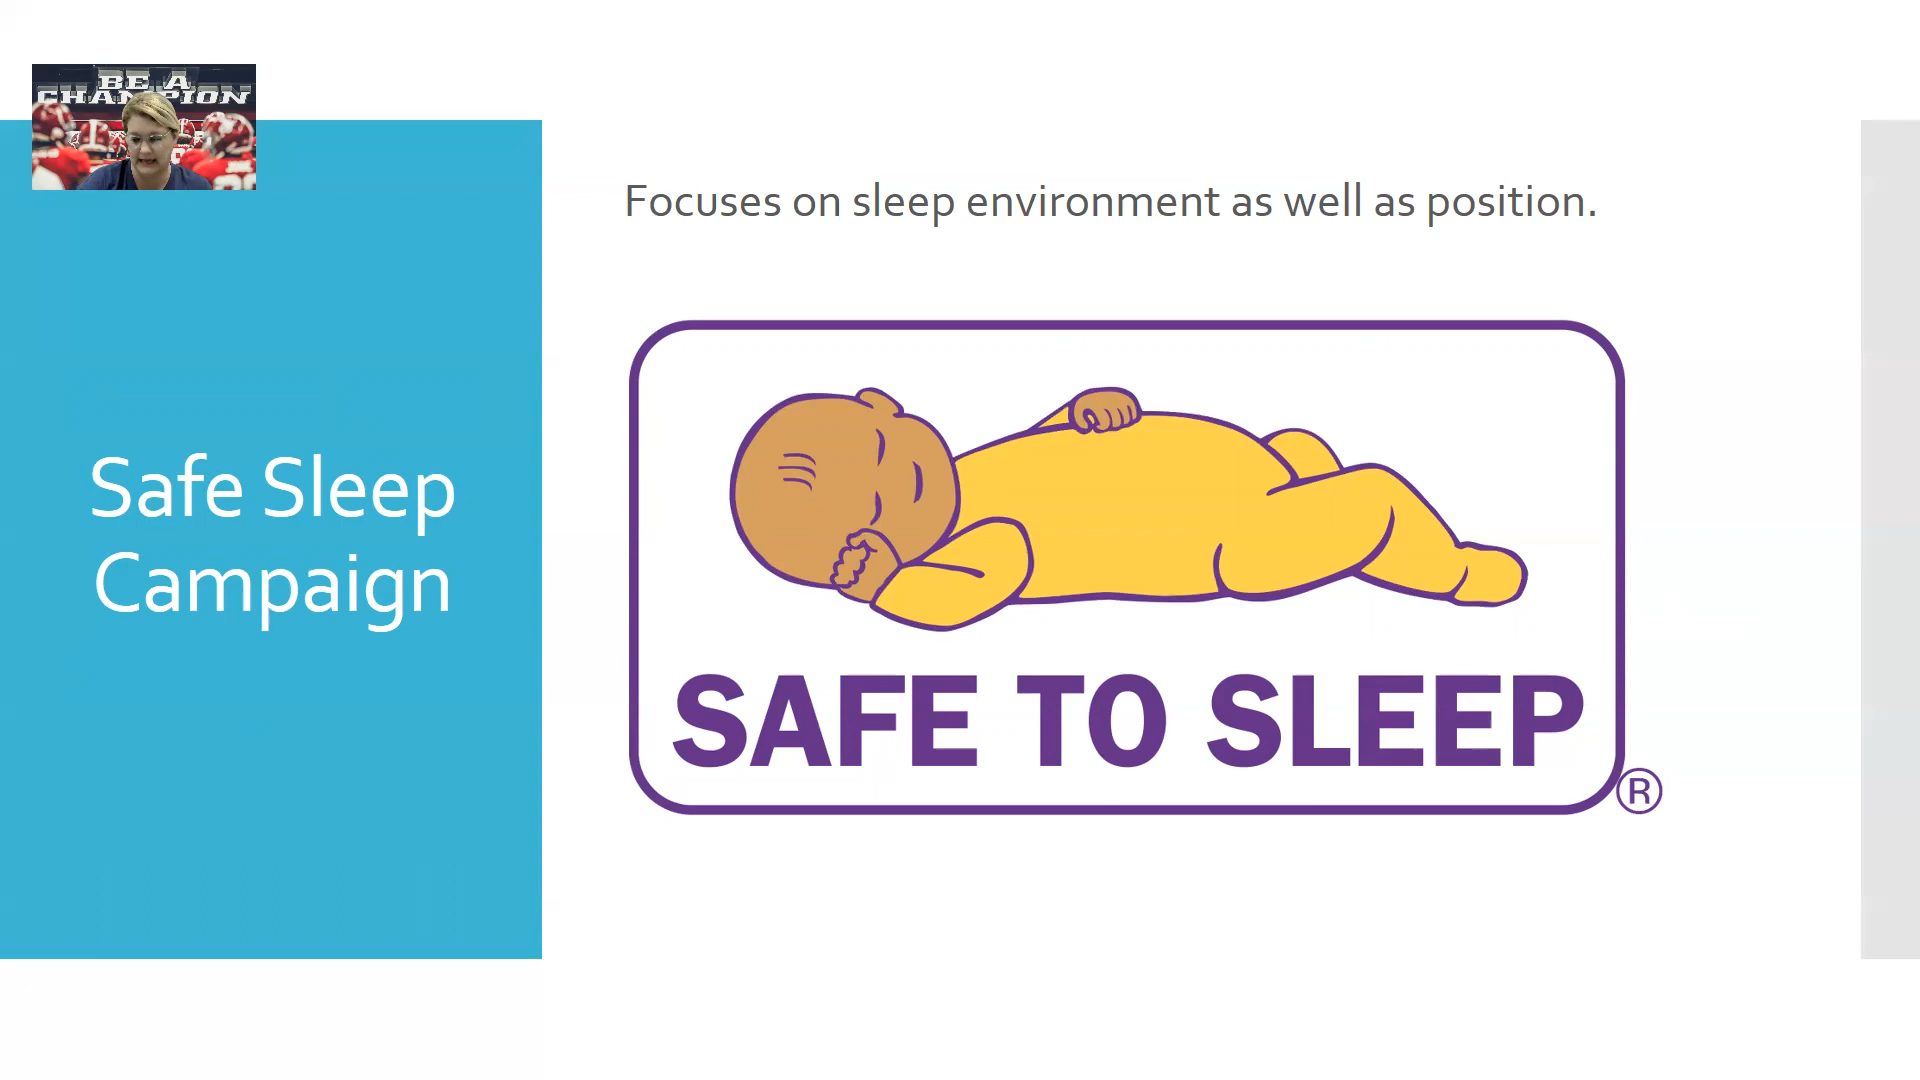 BE A
CHAMPION
Safe Sleep
Campaign
Focuses on sleep environment as well as position.
SAFE TO SLEEP
®